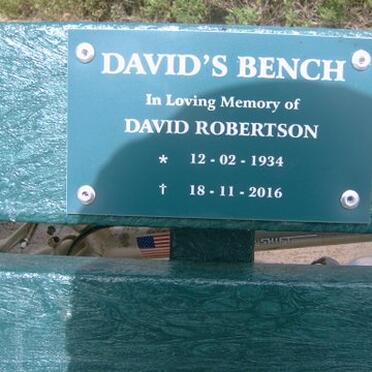 DAVID'S BENCH
In Loving Memory of
DAVID ROBERTSON
* 12 - 02 - 1934
† 18 - 11 - 2016